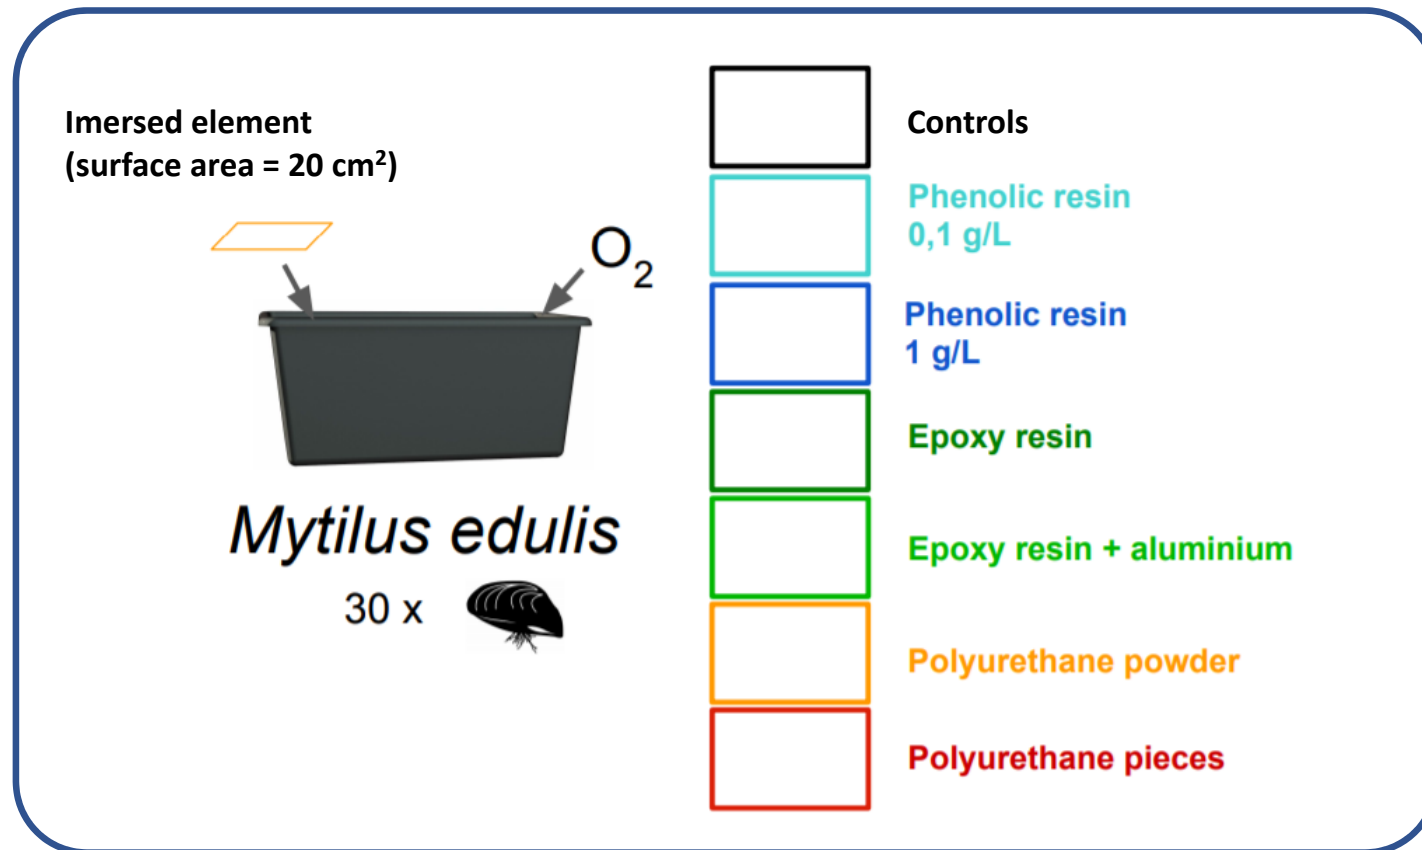 Imersed element
(surface area = 20 cm²)
O₂
Mytilus edulis
30 x
Controls
Phenolic resin
0,1 g/L
Phenolic resin
1 g/L
Epoxy resin
Epoxy resin + aluminium
Polyurethane powder
Polyurethane pieces